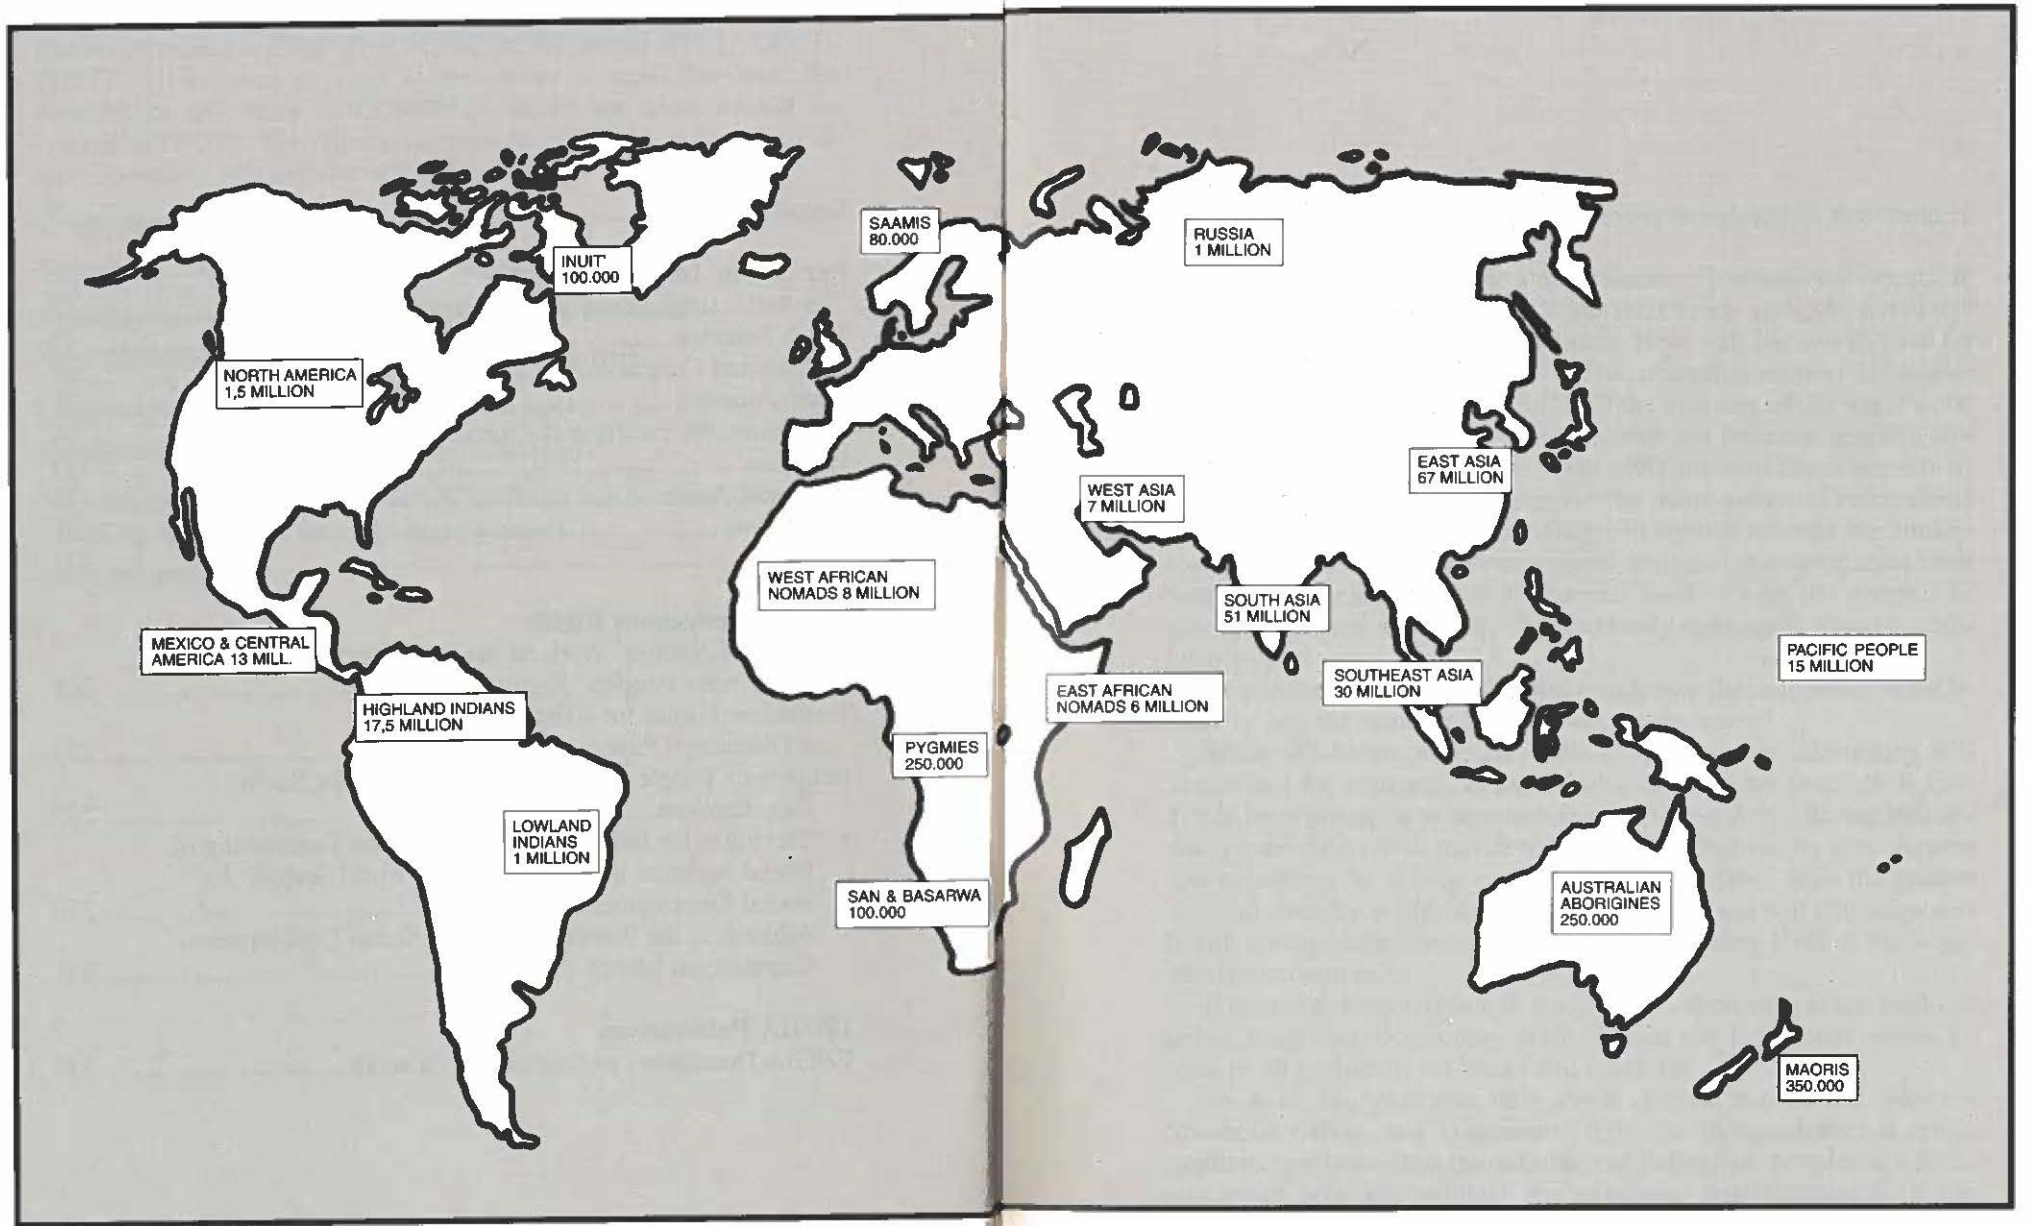 INUIT
100.000
SAAMIS
80.000
RUSSIA
1 MILLION
NORTH AMERICA
1,5 MILLION
EAST ASIA
67 MILLION
WEST ASIA
7 MILLION
WEST AFRICAN
NOMADS 8 MILLION
SOUTH ASIA
51 MILLION
MEXICO & CENTRAL
AMERICA 13 MILL.
PACIFIC PEOPLE
15 MILLION
SOUTHEAST ASIA
30 MILLION
EAST AFRICAN
NOMADS 6 MILLION
HIGHLAND INDIANS
17,5 MILLION
PYGMIES
250.000
LOWLAND
INDIANS
1 MILLION
SAN & BASARWA
100.000
AUSTRALIAN
ABORIGINES
250.000
MAORIS
350.000